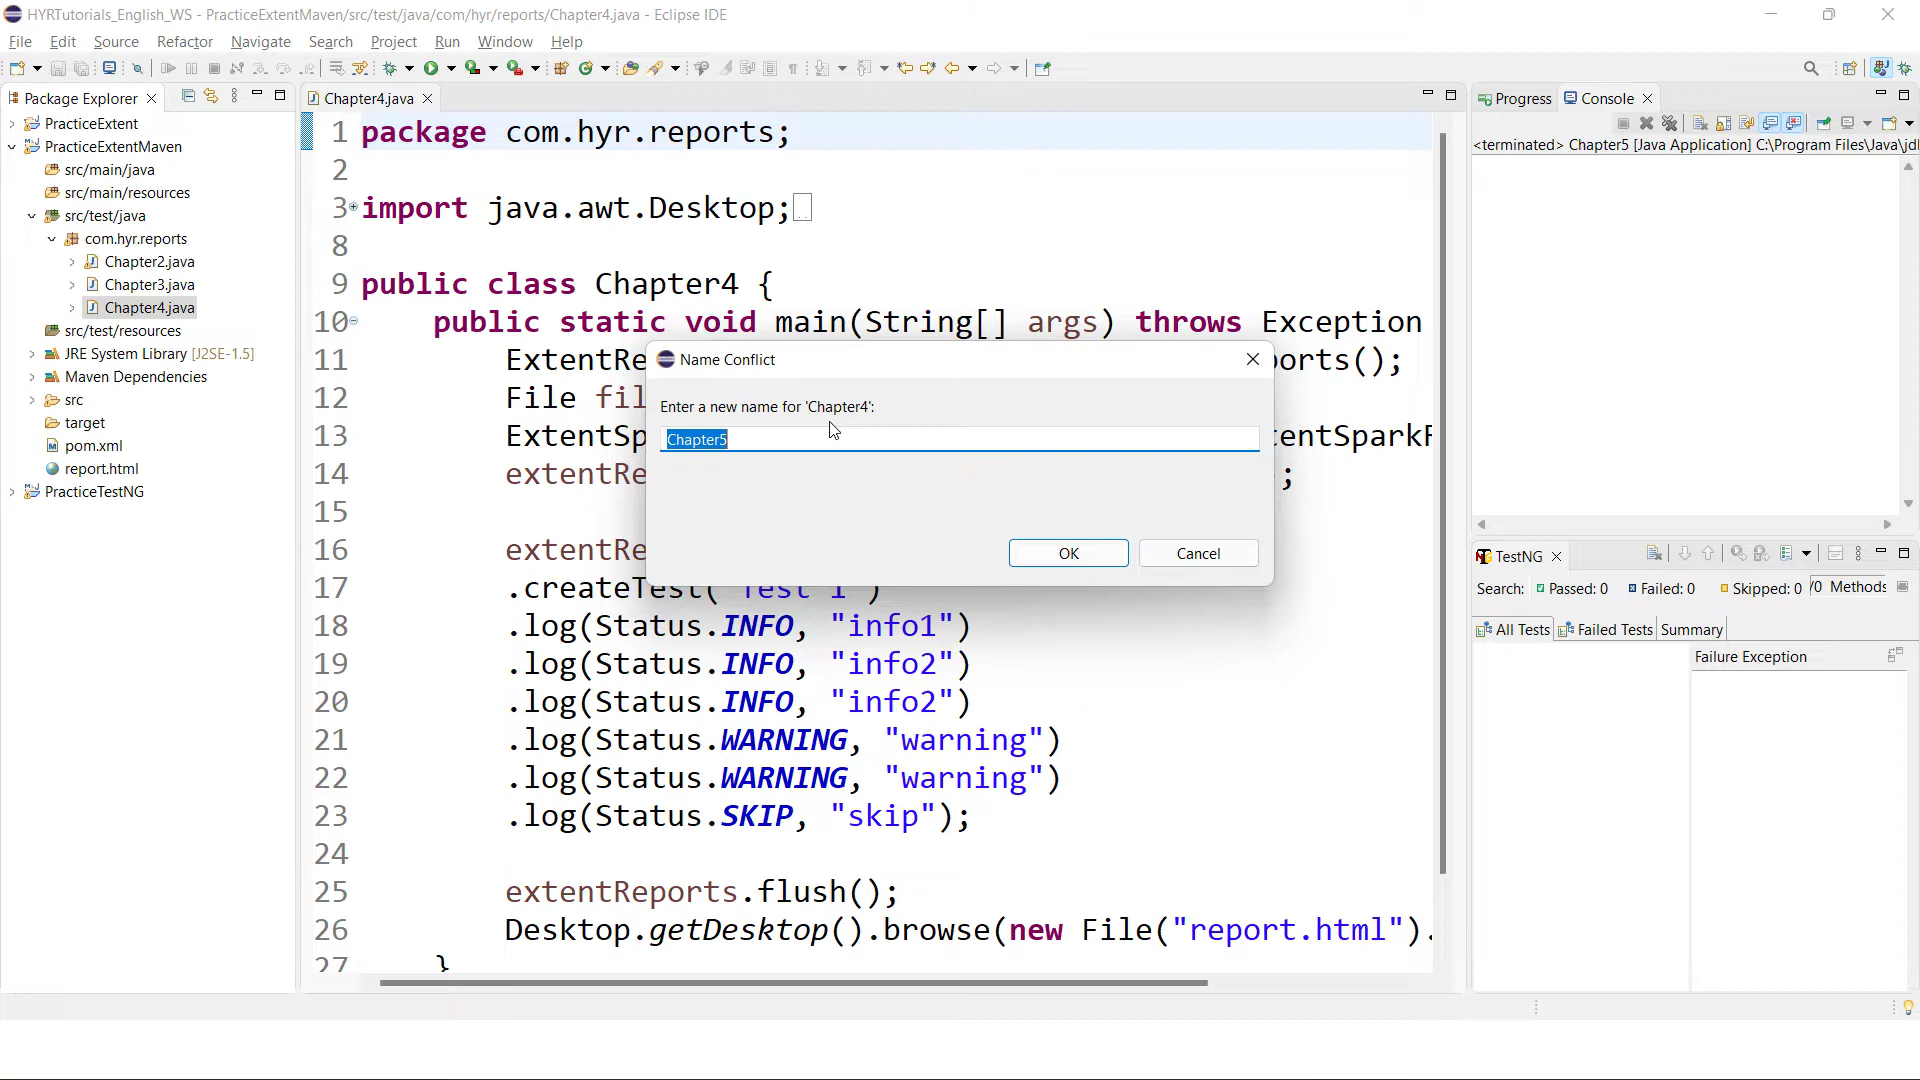 HYRTutorials_English_WS - PracticeExtentMaven/src/test/java/com/hyr/reports/Chapter4.java - Eclipse IDE
File Edit Source Refactor Navigate Search Project Run Window Help
Package Explorer
PracticeExtent
PracticeExtentMaven
src/main/java
src/main/resources
src/test/java
com.hyr.reports
Chapter2.java
Chapter3.java
Chapter4.java
src/test/resources
JRE System Library [J2SE-1.5]
Maven Dependencies
src
target
pom.xml
report.html
PracticeTestNG
Chapter4.java
1 package com.hyr.reports;
2
3 import java.awt.Desktop;
8
9 public class Chapter4 {
10 public static void main(String[] args) throws Exception
11 ExtentRe ports();
12 File fil
13 ExtentSp entSparkR
14 extentRe ;
15
16 extentRe
17 .createTest("Test 1")
18 .log(Status.INFO, "info1")
19 .log(Status.INFO, "info2")
20 .log(Status.INFO, "info2")
21 .log(Status.WARNING, "warning")
22 .log(Status.WARNING, "warning")
23 .log(Status.SKIP, "skip");
24
25 extentReports.flush();
26 Desktop.getDesktop().browse(new File("report.html").
27 }
Name Conflict
Enter a new name for 'Chapter4':
Chapter5
OK Cancel
Progress Console
<terminated> Chapter5 [Java Application] C:\Program Files\Java\jd
TestNG
Search: Passed: 0 Failed: 0 Skipped: 0 /0 Methods
All Tests Failed Tests Summary
Failure Exception